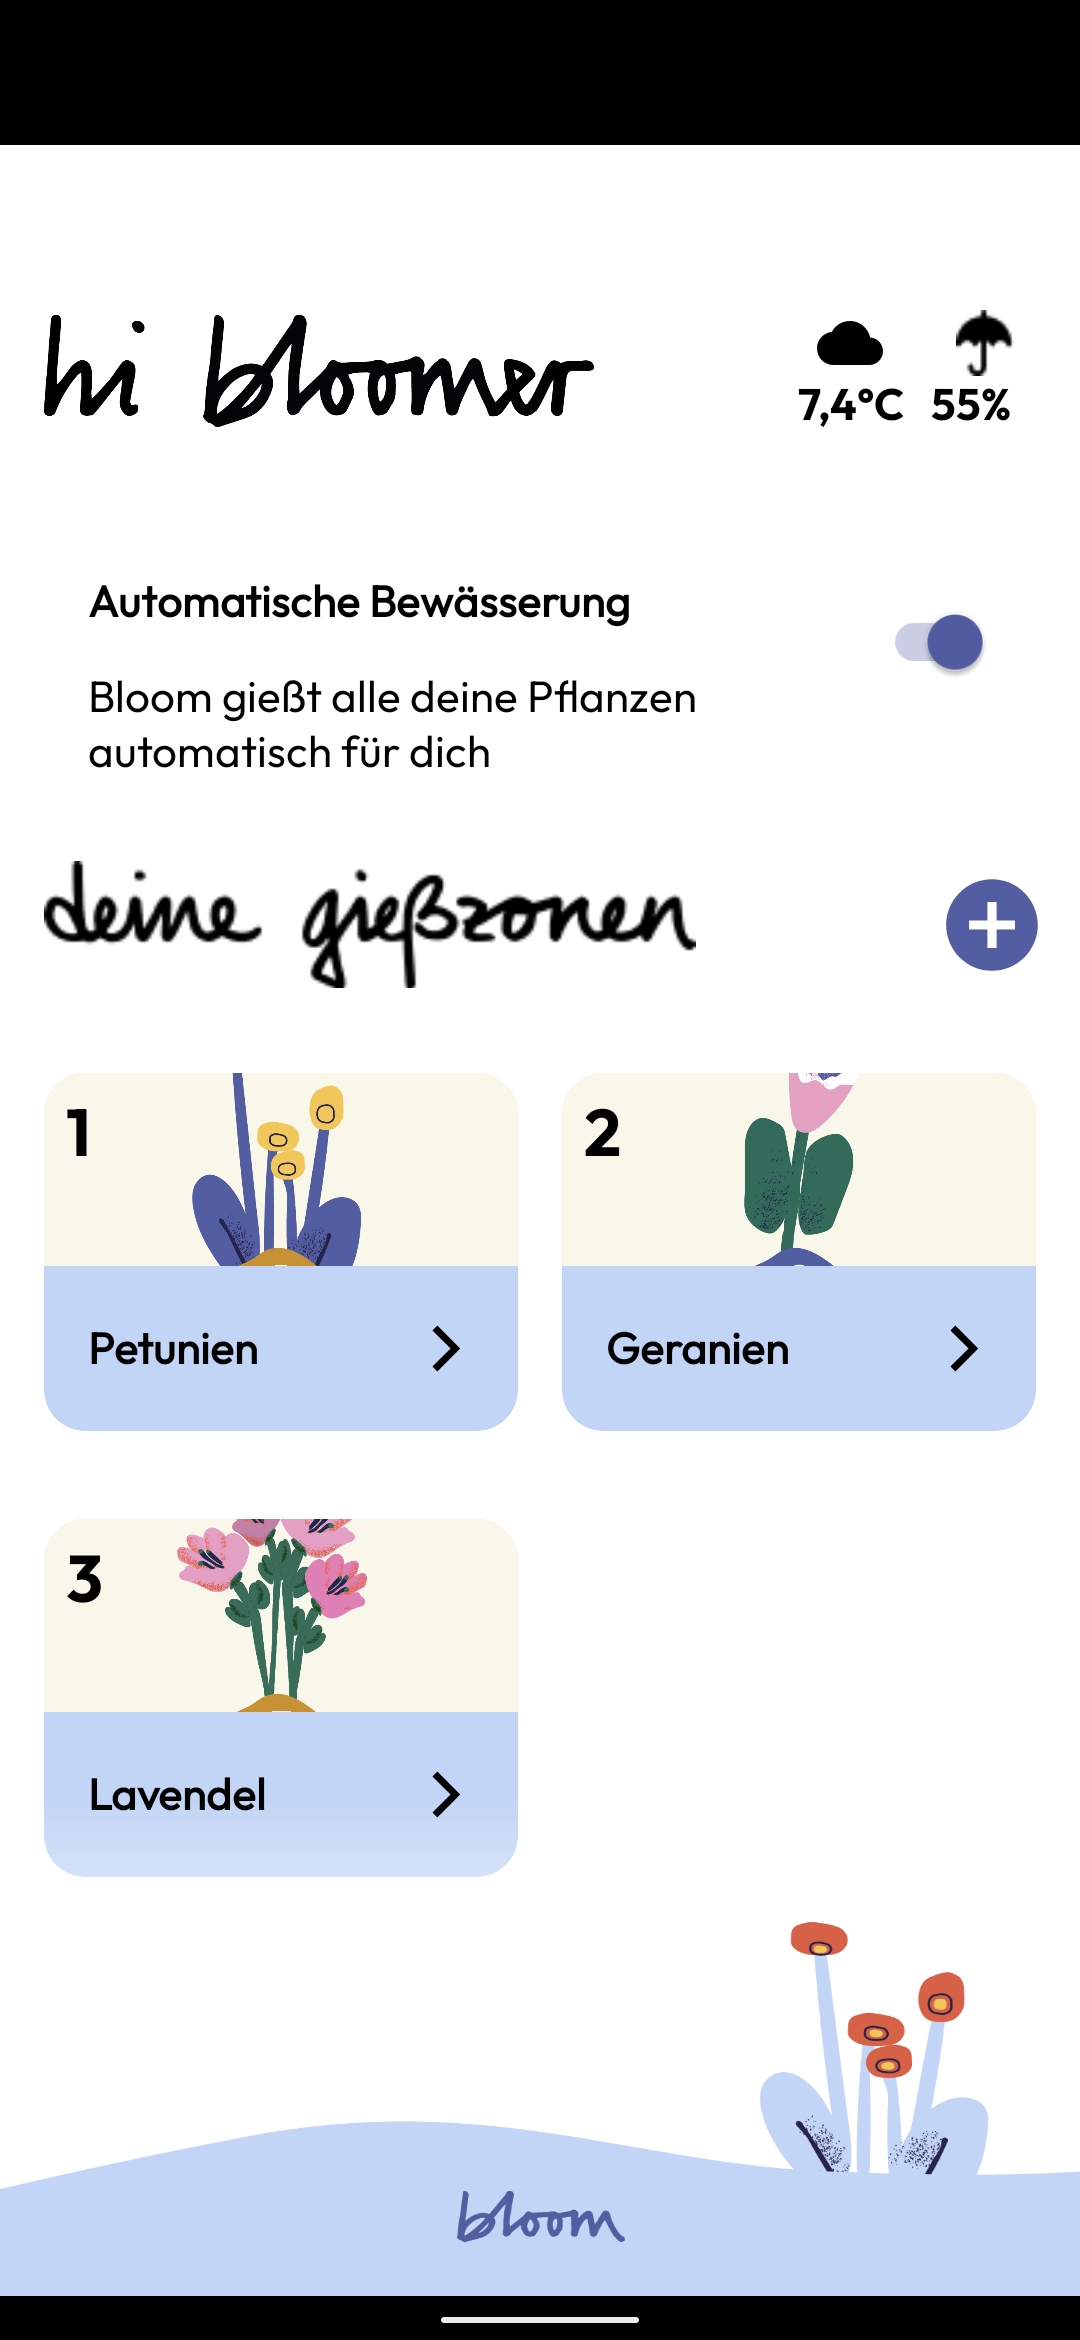 hi bloomer
7,4°C 55%
Automatische Bewässerung
Bloom gießt alle deine Pflanzen
automatisch für dich
deine gießzonen
1
2
Petunien
Geranien
3
Lavendel
bloom